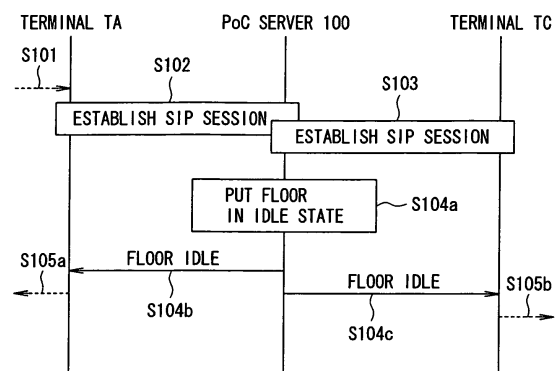 TERMINAL TA
PoC SERVER 100
TERMINAL TC
S101
S102
S103
ESTABLISH SIP SESSION
ESTABLISH SIP SESSION
PUT FLOOR
IN IDLE STATE
S104a
S105a
FLOOR IDLE
S104b
FLOOR IDLE
S104c
S105b